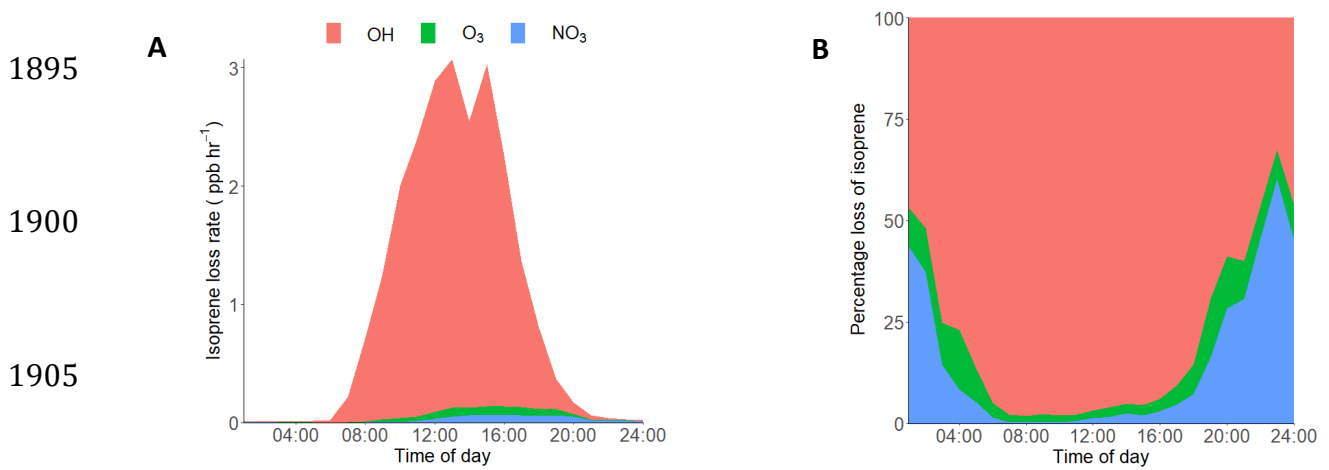 1895
1900
1905
A
OH O₃ NO₃
Isoprene loss rate ( ppb hr⁻¹)
3
2
1
0
04:00 08:00 12:00 16:00 20:00 24:00
Time of day
B
Percentage loss of isoprene
100
75
50
25
0
04:00 08:00 12:00 16:00 20:00 24:00
Time of day